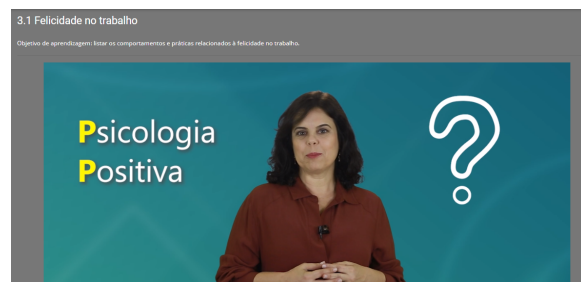 3.1 Felicidade no trabalho
Objetivo de aprendizagem: listar os comportamentos e práticas relacionados à felicidade no trabalho.
Psicologia
Positiva
?